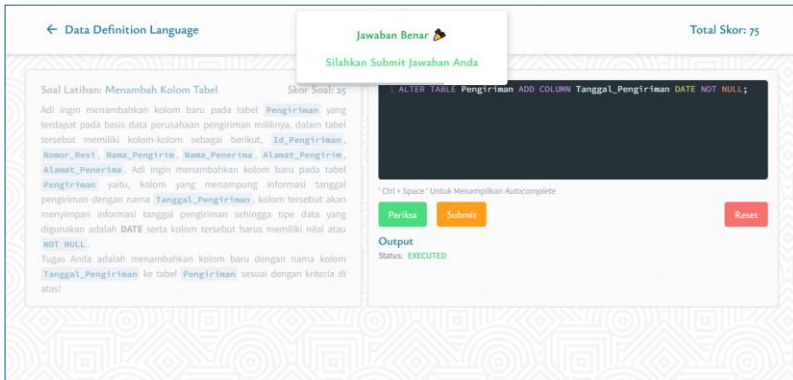 ← Data Definition Language
Jawaban Benar 🎉
Silahkan Submit Jawaban Anda
Total Skor: 75
Soal Latihan: Menambah Kolom Tabel
Skor Soal: 25
Adi ingin menambahkan kolom baru pada tabel Pengiriman yang
terdapat pada basis data perusahaan pengiriman miliknya, dalam tabel
tersebut memiliki kolom-kolom sebagai berikut, Id_Pengiriman,
Nomor_Resi, Nama_Pengirim, Nama_Penerima, Alamat_Pengirim,
Alamat_Penerima. Adi ingin menambahkan kolom baru pada tabel
Pengiriman yaitu, kolom yang menampung informasi tanggal
pengiriman dengan nama Tanggal_Pengiriman, kolom tersebut akan
menyimpan informasi tanggal pengiriman sehingga tipe data yang
digunakan adalah DATE serta kolom tersebut harus memiliki nilai atau
NOT NULL.
Tugas Anda adalah menambahkan kolom baru dengan nama kolom
Tanggal_Pengiriman ke tabel Pengiriman sesuai dengan kriteria di
atas!
1 ALTER TABLE Pengiriman ADD COLUMN Tanggal_Pengiriman DATE NOT NULL;
' Ctrl + Space ' Untuk Menampilkan Autocomplete
Periksa
Submit
Reset
Output
Status: EXECUTED